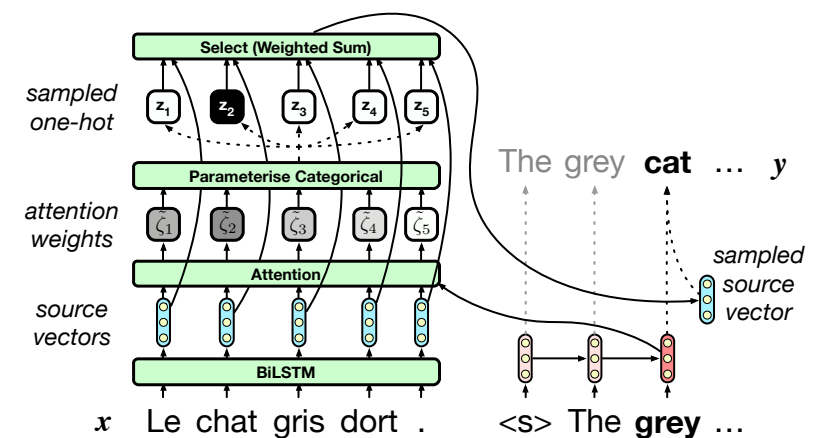 Select (Weighted Sum)
sampled
one-hot
z₁ z₂ z₃ z₄ z₅
Parameterise Categorical
The grey cat ... y
attention
weights
ζ̃₁ ζ̃₂ ζ̃₃ ζ̃₄ ζ̃₅
Attention
sampled
source
vector
source
vectors
BiLSTM
x Le chat gris dort . <s> The grey ...